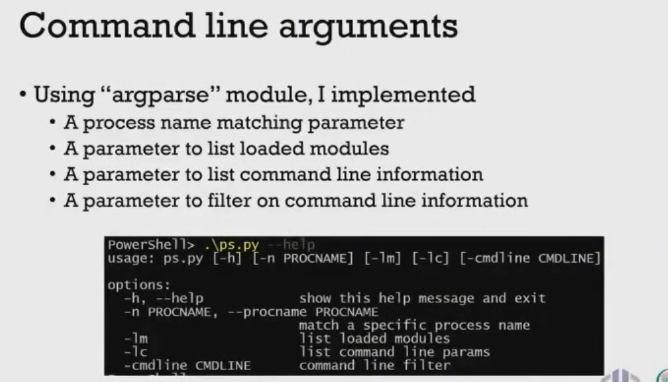 Command line arguments
• Using “argparse” module, I implemented
• A process name matching parameter
• A parameter to list loaded modules
• A parameter to list command line information
• A parameter to filter on command line information
PowerShell> .\ps.py --help
usage: ps.py [-h] [-n PROCNAME] [-lm] [-lc] [-cmdline CMDLINE]
options:
-h, --help show this help message and exit
-n PROCNAME, --procname PROCNAME
match a specific process name
-lm list loaded modules
-lc list command line params
-cmdline CMDLINE command line filter